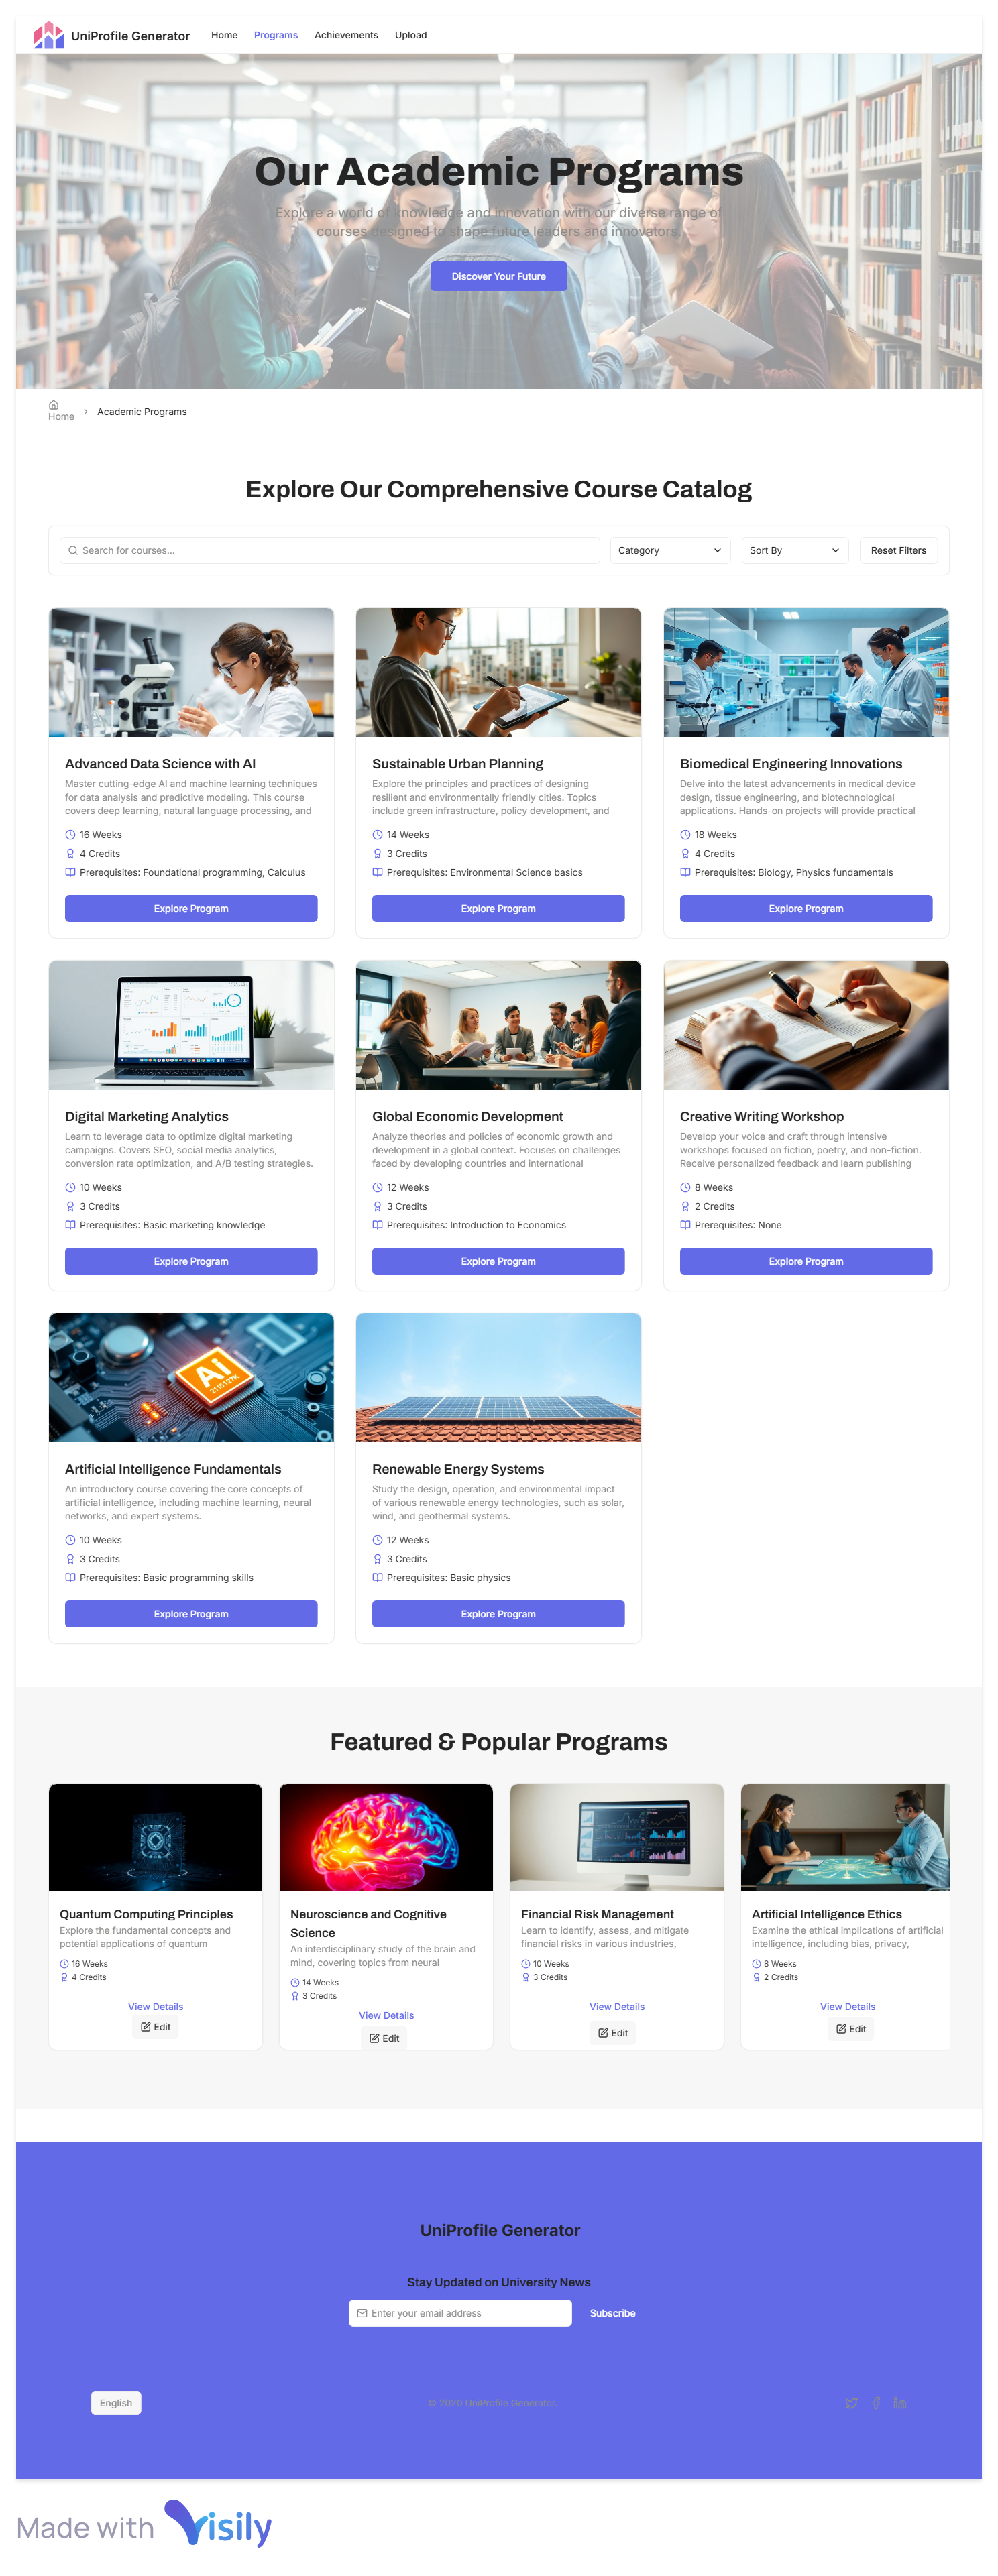 UniProfile Generator
Home
Programs
Achievements
Upload
Our Academic Programs
Explore a world of knowledge and innovation with our diverse range of
courses designed to shape future leaders and innovators.
Discover Your Future
Home
Academic Programs
Explore Our Comprehensive Course Catalog
Search for courses...
Category
Sort By
Reset Filters
Advanced Data Science with AI
Master cutting-edge AI and machine learning techniques
for data analysis and predictive modeling. This course
covers deep learning, natural language processing, and
16 Weeks
4 Credits
Prerequisites: Foundational programming, Calculus
Explore Program
Sustainable Urban Planning
Explore the principles and practices of designing
resilient and environmentally friendly cities. Topics
include green infrastructure, policy development, and
14 Weeks
3 Credits
Prerequisites: Environmental Science basics
Explore Program
Biomedical Engineering Innovations
Delve into the latest advancements in medical device
design, tissue engineering, and biotechnological
applications. Hands-on projects will provide practical
18 Weeks
4 Credits
Prerequisites: Biology, Physics fundamentals
Explore Program
Digital Marketing Analytics
Learn to leverage data to optimize digital marketing
campaigns. Covers SEO, social media analytics,
conversion rate optimization, and A/B testing strategies.
10 Weeks
3 Credits
Prerequisites: Basic marketing knowledge
Explore Program
Global Economic Development
Analyze theories and policies of economic growth and
development in a global context. Focuses on challenges
faced by developing countries and international
12 Weeks
3 Credits
Prerequisites: Introduction to Economics
Explore Program
Creative Writing Workshop
Develop your voice and craft through intensive
workshops focused on fiction, poetry, and non-fiction.
Receive personalized feedback and learn publishing
8 Weeks
2 Credits
Prerequisites: None
Explore Program
Ai
Artificial Intelligence Fundamentals
An introductory course covering the core concepts of
artificial intelligence, including machine learning, neural
networks, and expert systems.
10 Weeks
3 Credits
Prerequisites: Basic programming skills
Explore Program
Renewable Energy Systems
Study the design, operation, and environmental impact
of various renewable energy technologies, such as solar,
wind, and geothermal systems.
12 Weeks
3 Credits
Prerequisites: Basic physics
Explore Program
Featured & Popular Programs
Quantum Computing Principles
Explore the fundamental concepts and
potential applications of quantum
16 Weeks
4 Credits
View Details
Edit
Neuroscience and Cognitive
Science
An interdisciplinary study of the brain and
mind, covering topics from neural
14 Weeks
3 Credits
View Details
Edit
Financial Risk Management
Learn to identify, assess, and mitigate
financial risks in various industries,
10 Weeks
3 Credits
View Details
Edit
Artificial Intelligence Ethics
Examine the ethical implications of artificial
intelligence, including bias, privacy,
8 Weeks
2 Credits
View Details
Edit
UniProfile Generator
Stay Updated on University News
Enter your email address
Subscribe
English
© 2020 UniProfile Generator.
Made with Visily